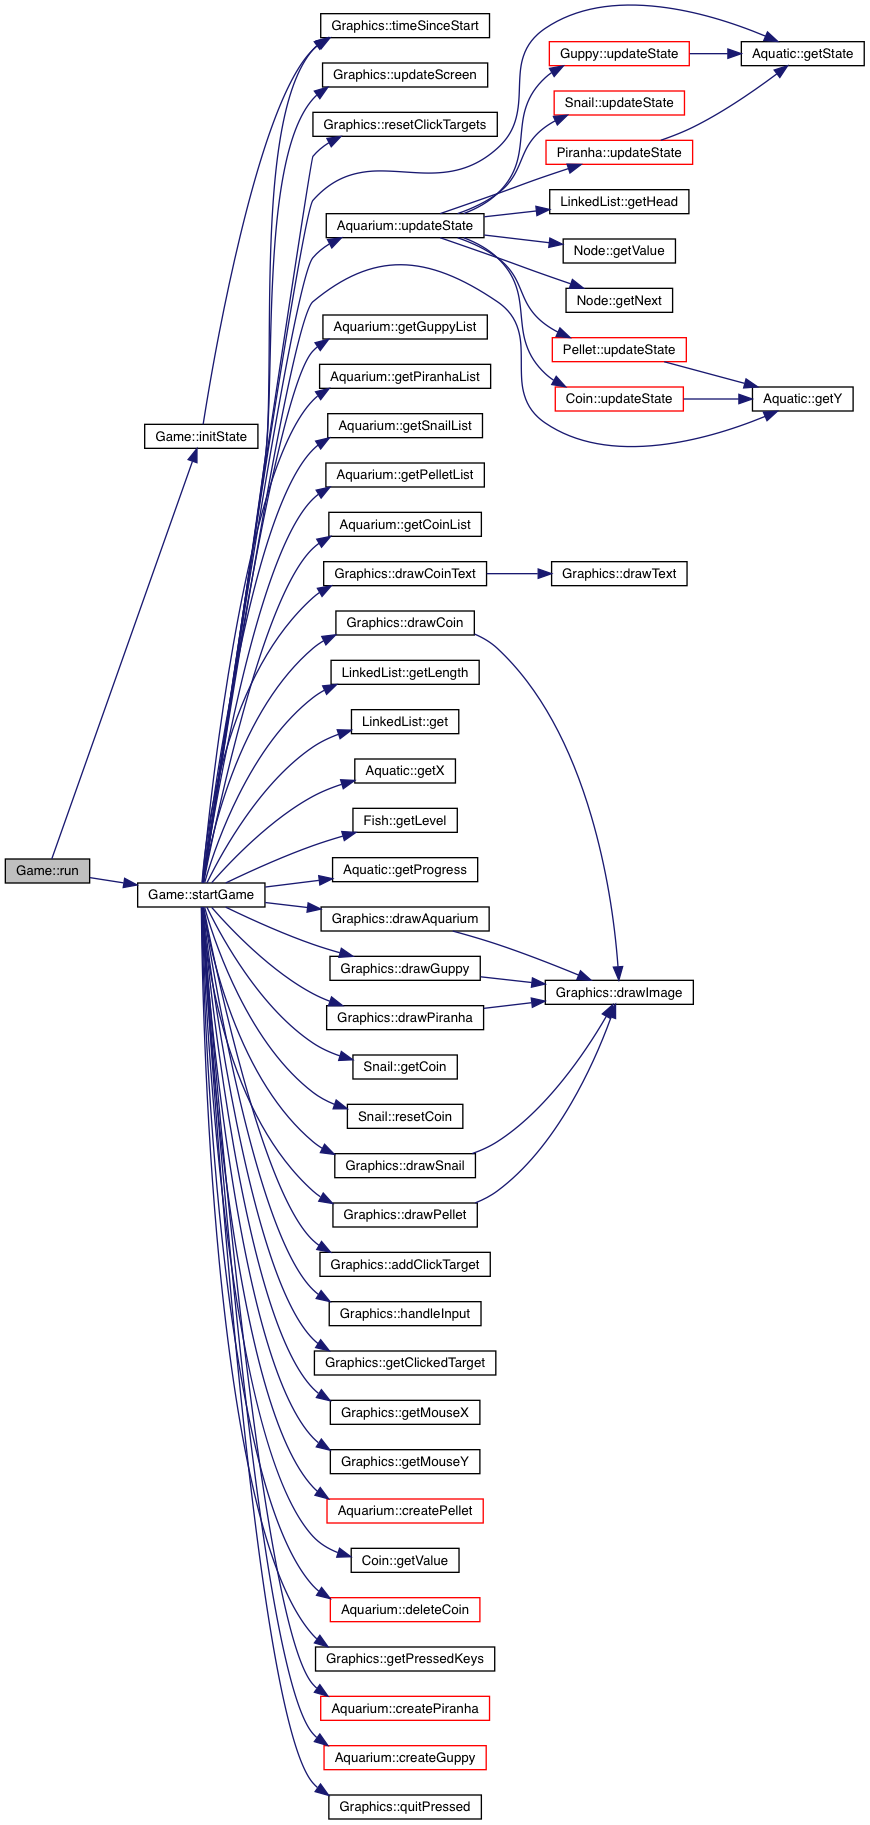 Graphics::timeSinceStart
Guppy::updateState
Aquatic::getState
Graphics::updateScreen
Snail::updateState
Graphics::resetClickTargets
Piranha::updateState
LinkedList::getHead
Aquarium::updateState
Node::getValue
Node::getNext
Aquarium::getGuppyList
Pellet::updateState
Aquarium::getPiranhaList
Coin::updateState
Aquatic::getY
Aquarium::getSnailList
Game::initState
Aquarium::getPelletList
Aquarium::getCoinList
Graphics::drawCoinText
Graphics::drawText
Graphics::drawCoin
LinkedList::getLength
LinkedList::get
Aquatic::getX
Fish::getLevel
Game::run
Aquatic::getProgress
Game::startGame
Graphics::drawAquarium
Graphics::drawGuppy
Graphics::drawImage
Graphics::drawPiranha
Snail::getCoin
Snail::resetCoin
Graphics::drawSnail
Graphics::drawPellet
Graphics::addClickTarget
Graphics::handleInput
Graphics::getClickedTarget
Graphics::getMouseX
Graphics::getMouseY
Aquarium::createPellet
Coin::getValue
Aquarium::deleteCoin
Graphics::getPressedKeys
Aquarium::createPiranha
Aquarium::createGuppy
Graphics::quitPressed